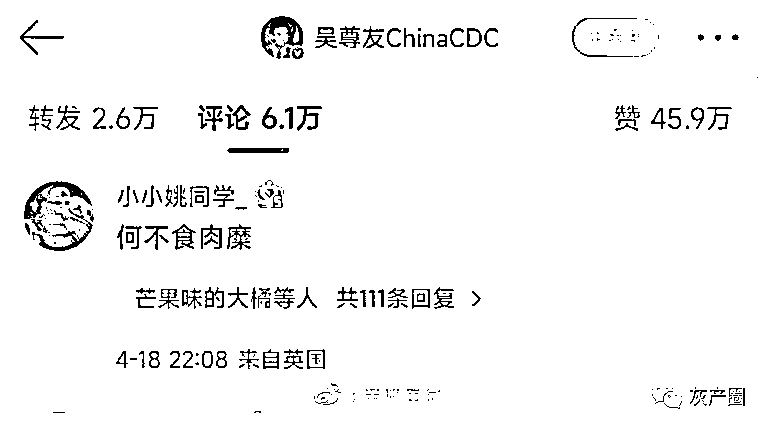 吴尊友ChinaCDC
转发 2.6万 评论 6.1万 赞 45.9万
小小姚同学_
何不食肉糜
芒果味的大橘等人 共111条回复 >
4-18 22:08 来自英国
灰产圈